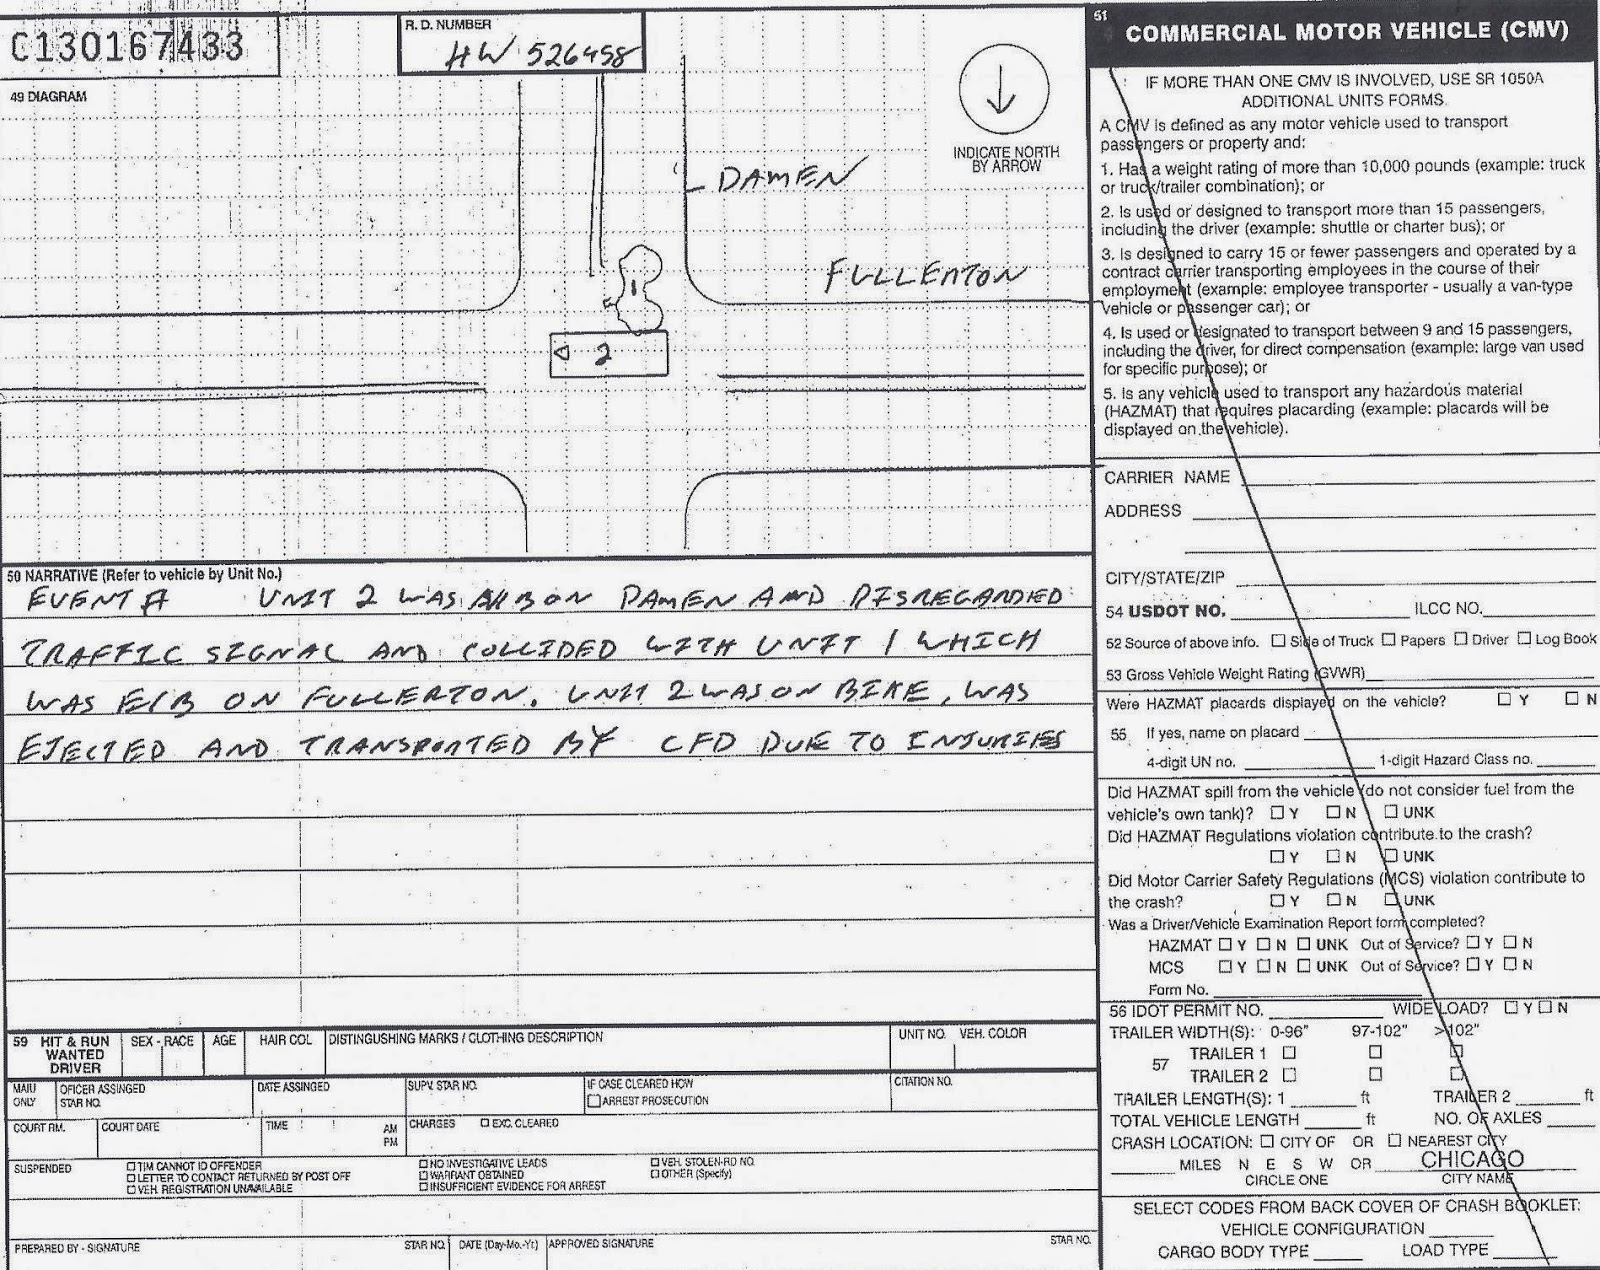 C130167433
R.D. NUMBER
HW 526458
49 DIAGRAM
INDICATE NORTH
BY ARROW
DAMEN
FULLERTON
1
2
50 NARRATIVE (Refer to vehicle by Unit No.)
EVENT # UNIT 2 WAS N/B ON DAMEN AND DISREGARDED
TRAFFIC SIGNAL AND COLLIDED WITH UNIT 1 WHICH
WAS E/B ON FULLERTON. UNIT 2 WAS ON BIKE, WAS
EJECTED AND TRANSPORTED BY CFD DUE TO INJURIES
59 HIT & RUN
WANTED
DRIVER
SEX - RACE
AGE
HAIR COL
DISTINGUSHING MARKS / CLOTHING DESCRIPTION
UNIT NO.
VEH. COLOR
MAIU
ONLY
OFICER ASSINGED
STAR NO.
DATE ASSINGED
SUPV. STAR NO.
IF CASE CLEARED HOW
ARREST PROSECUTION
CITATION NO.
COURT RM.
COURT DATE
TIME
AM
PM
CHARGES
EXC. CLEARED
SUSPENDED
TIM CANNOT ID OFFENDER
LETTER TO CONTACT RETURNED BY POST OFF
VEH. REGISTRATION UNAVAILABLE
NO INVESTIGATIVE LEADS
WARRANT OBTAINED
INSUFFICIENT EVIDENCE FOR ARREST
VEH. STOLEN-RD NO.
OTHER (Specify)
PREPARED BY - SIGNATURE
STAR NO.
DATE (Day-Mo.-Yr.)
APPROVED SIGNATURE
STAR NO.
51
COMMERCIAL MOTOR VEHICLE (CMV)
IF MORE THAN ONE CMV IS INVOLVED, USE SR 1050A
ADDITIONAL UNITS FORMS.
A CMV is defined as any motor vehicle used to transport
passengers or property and:
1. Has a weight rating of more than 10,000 pounds (example: truck
or truck/trailer combination); or
2. Is used or designed to transport more than 15 passengers,
including the driver (example: shuttle or charter bus); or
3. Is designed to carry 15 or fewer passengers and operated by a
contract carrier transporting employees in the course of their
employment (example: employee transporter - usually a van-type
vehicle or passenger car); or
4. Is used or designated to transport between 9 and 15 passengers,
including the driver, for direct compensation (example: large van used
for specific purpose); or
5. Is any vehicle used to transport any hazardous material
(HAZMAT) that requires placarding (example: placards will be
displayed on the vehicle).
CARRIER NAME
ADDRESS
CITY/STATE/ZIP
54 USDOT NO. ILCC NO.
52 Source of above info. Side of Truck Papers Driver Log Book
53 Gross Vehicle Weight Rating (GVWR)
Were HAZMAT placards displayed on the vehicle? Y N
55 If yes, name on placard
4-digit UN no. 1-digit Hazard Class no.
Did HAZMAT spill from the vehicle (do not consider fuel from the
vehicle's own tank)? Y N UNK
Did HAZMAT Regulations violation contribute to the crash?
Y N UNK
Did Motor Carrier Safety Regulations (MCS) violation contribute to
the crash? Y N UNK
Was a Driver/Vehicle Examination Report form completed?
HAZMAT Y N UNK Out of Service? Y N
MCS Y N UNK Out of Service? Y N
Form No.
56 IDOT PERMIT NO. WIDE LOAD? Y N
TRAILER WIDTH(S): 0-96" 97-102" >102"
57 TRAILER 1
TRAILER 2
TRAILER LENGTH(S): 1 ft TRAILER 2 ft
TOTAL VEHICLE LENGTH ft NO. OF AXLES
CRASH LOCATION: CITY OF OR NEAREST CITY
MILES N E S W OR CHICAGO
CIRCLE ONE CITY NAME
SELECT CODES FROM BACK COVER OF CRASH BOOKLET:
VEHICLE CONFIGURATION
CARGO BODY TYPE LOAD TYPE